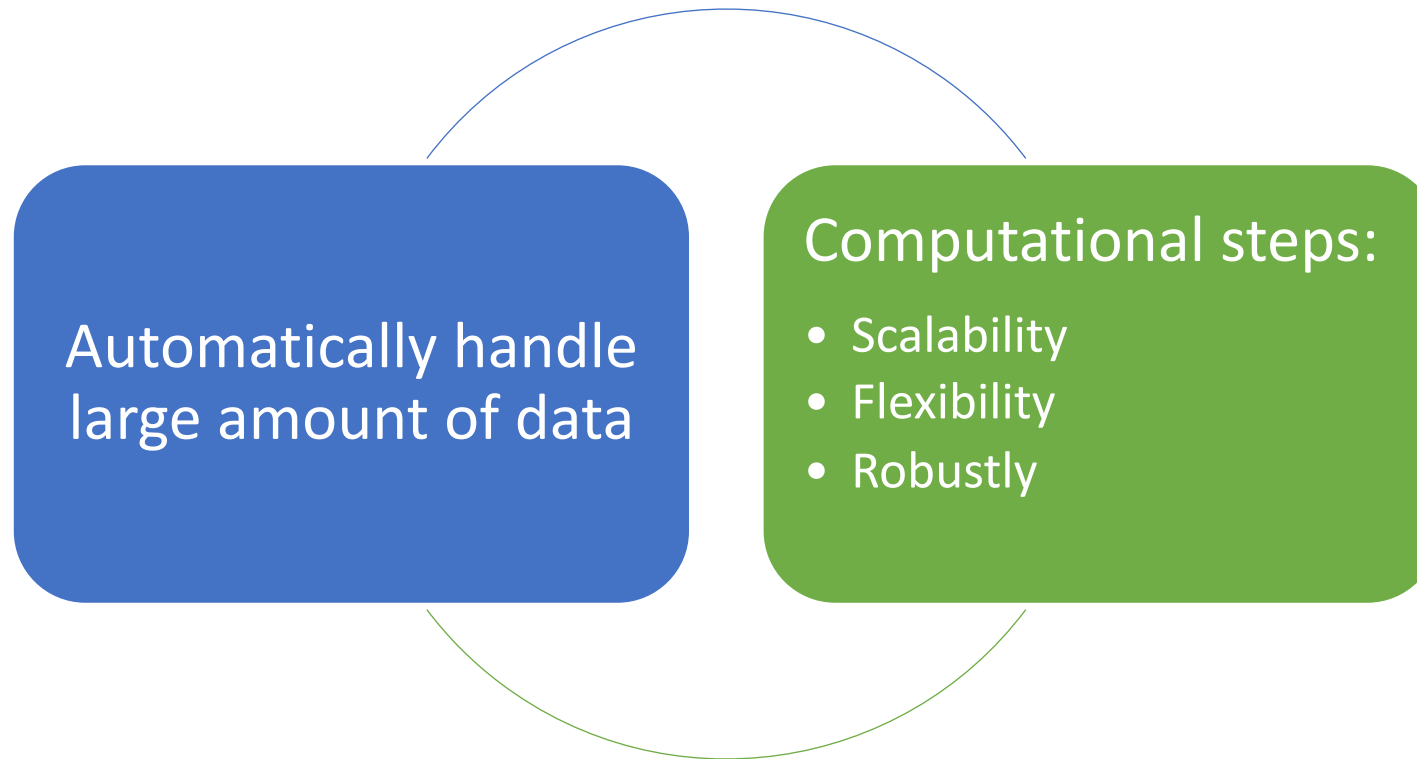 Automatically handle
large amount of data
Computational steps:
• Scalability
• Flexibility
• Robustly